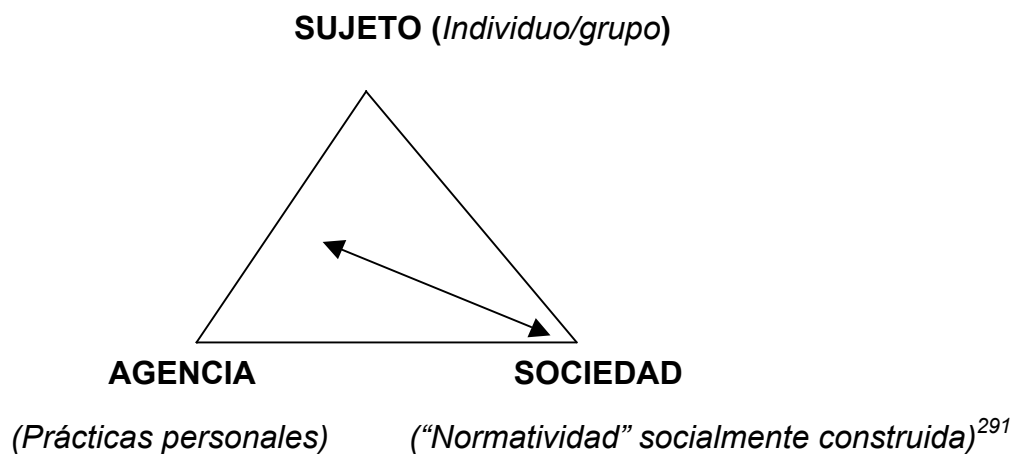 SUJETO (Individuo/grupo)
AGENCIA SOCIEDAD
(Prácticas personales) (“Normatividad” socialmente construida)291